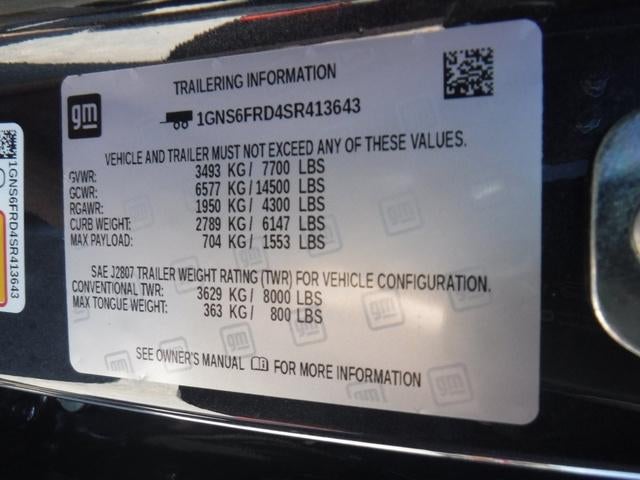 TRAILERING INFORMATION
gm
1GNS6FRD4SR413643
VEHICLE AND TRAILER MUST NOT EXCEED ANY OF THESE VALUES.
GVWR: 3493 KG / 7700 LBS
GCWR: 6577 KG / 14500 LBS
RGAWR: 1950 KG / 4300 LBS
CURB WEIGHT: 2789 KG / 6147 LBS
MAX PAYLOAD: 704 KG / 1553 LBS
SAE J2807 TRAILER WEIGHT RATING (TWR) FOR VEHICLE CONFIGURATION.
CONVENTIONAL TWR: 3629 KG / 8000 LBS
MAX TONGUE WEIGHT: 363 KG / 800 LBS
SEE OWNER'S MANUAL FOR MORE INFORMATION
1GNS6FRD4SR413643